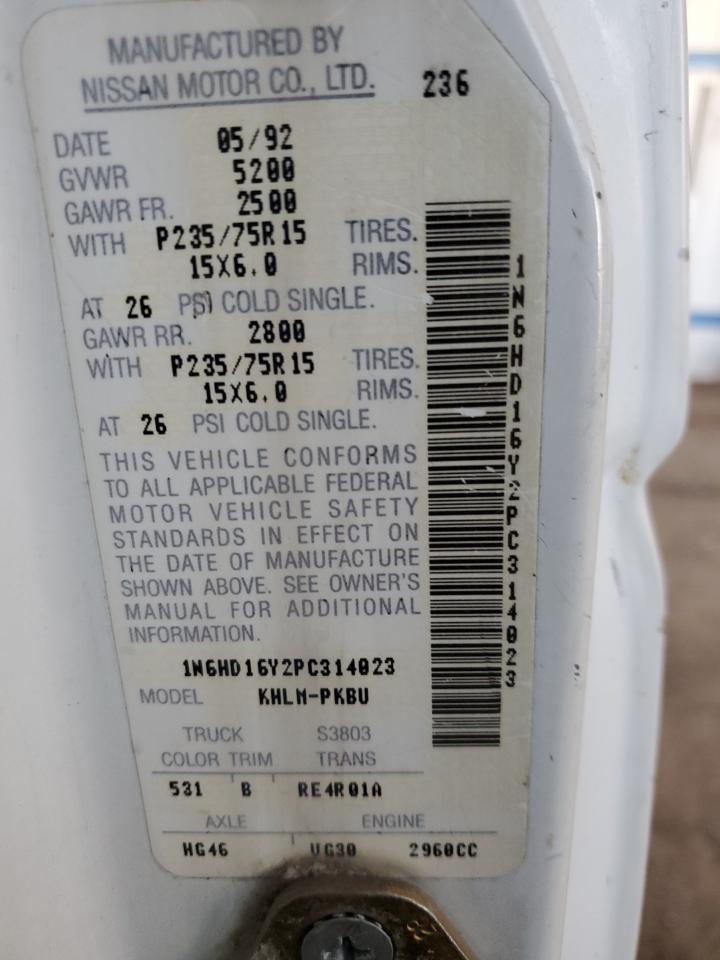 MANUFACTURED BY
NISSAN MOTOR CO., LTD. 236
DATE 05/92
GVWR 5200
GAWR FR. 2500
WITH P235/75R15 TIRES.
15X6.0 RIMS.
AT 26 PSI COLD SINGLE.
GAWR RR. 2800
WITH P235/75R15 TIRES.
15X6.0 RIMS.
AT 26 PSI COLD SINGLE.
THIS VEHICLE CONFORMS
TO ALL APPLICABLE FEDERAL
MOTOR VEHICLE SAFETY
STANDARDS IN EFFECT ON
THE DATE OF MANUFACTURE
SHOWN ABOVE. SEE OWNER'S
MANUAL FOR ADDITIONAL
INFORMATION.
1N6HD16Y2PC314023
MODEL KHLM-PKBU
TRUCK S3803
COLOR TRIM TRANS
531 B RE4R01A
AXLE ENGINE
HG46 VG30 2960CC
1N6HD16Y2PC314023